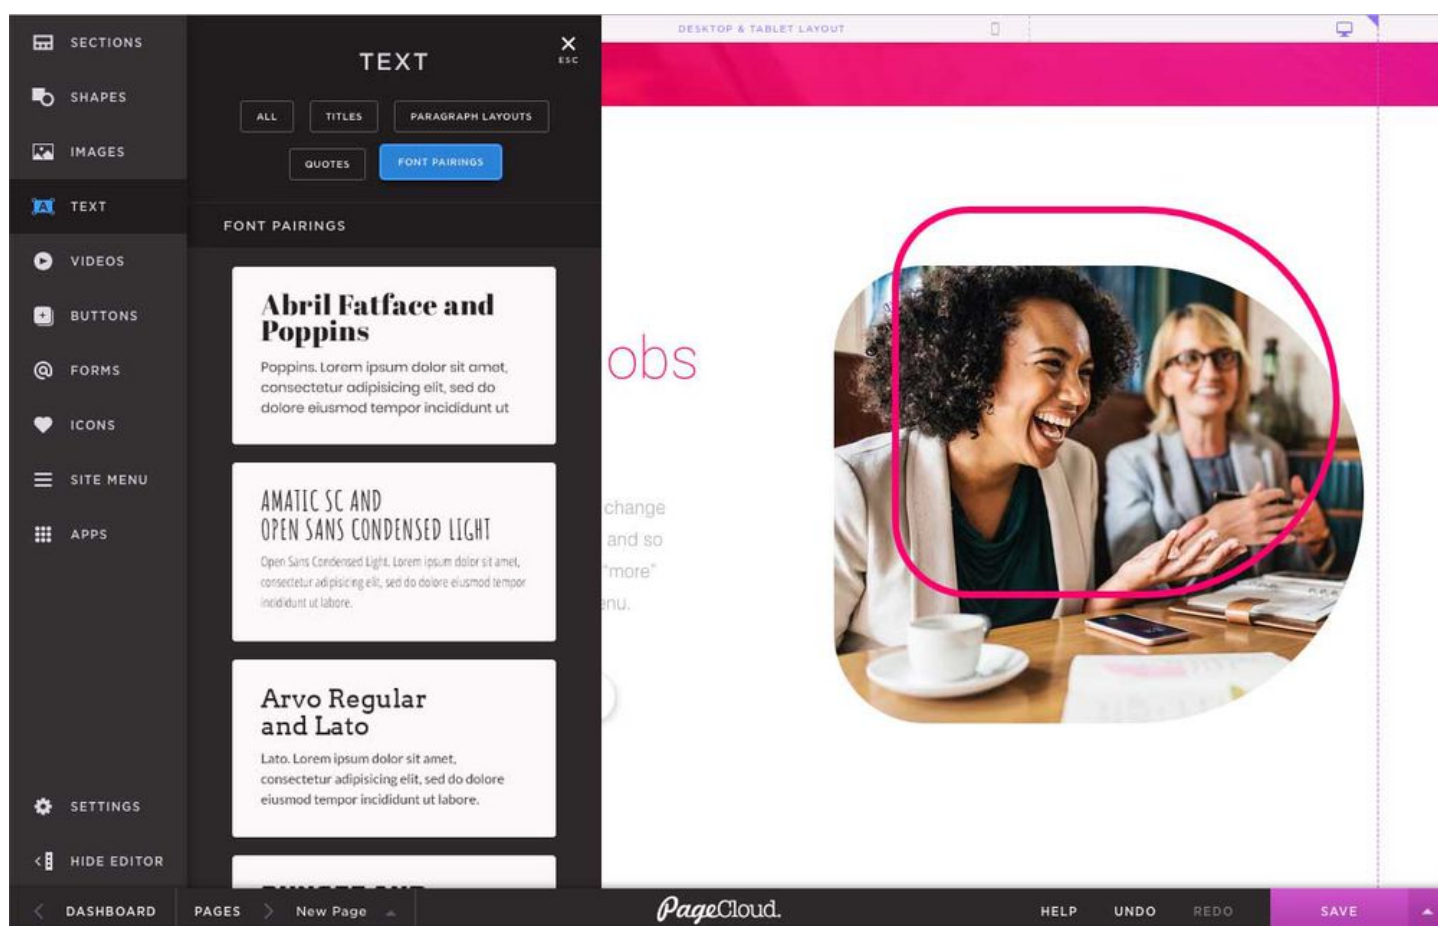 SECTIONS
SHAPES
IMAGES
TEXT
VIDEOS
BUTTONS
FORMS
ICONS
SITE MENU
APPS
SETTINGS
HIDE EDITOR
TEXT
ESC
ALL TITLES PARAGRAPH LAYOUTS
QUOTES FONT PAIRINGS
FONT PAIRINGS
Abril Fatface and
Poppins
Poppins. Lorem ipsum dolor sit amet,
consectetur adipisicing elit, sed do
dolore eiusmod tempor incididunt ut
AMATIC SC AND
OPEN SANS CONDENSED LIGHT
Open Sans Condensed Light. Lorem ipsum dolor sit amet,
consectetur adipisicing elit, sed do dolore eiusmod tempor
incididunt ut labore.
Arvo Regular
and Lato
Lato. Lorem ipsum dolor sit amet,
consectetur adipisicing elit, sed do dolore
eiusmod tempor incididunt ut labore.
DESKTOP & TABLET LAYOUT
obs
change
and so
"more"
enu.
DASHBOARD PAGES New Page PageCloud. HELP UNDO REDO SAVE